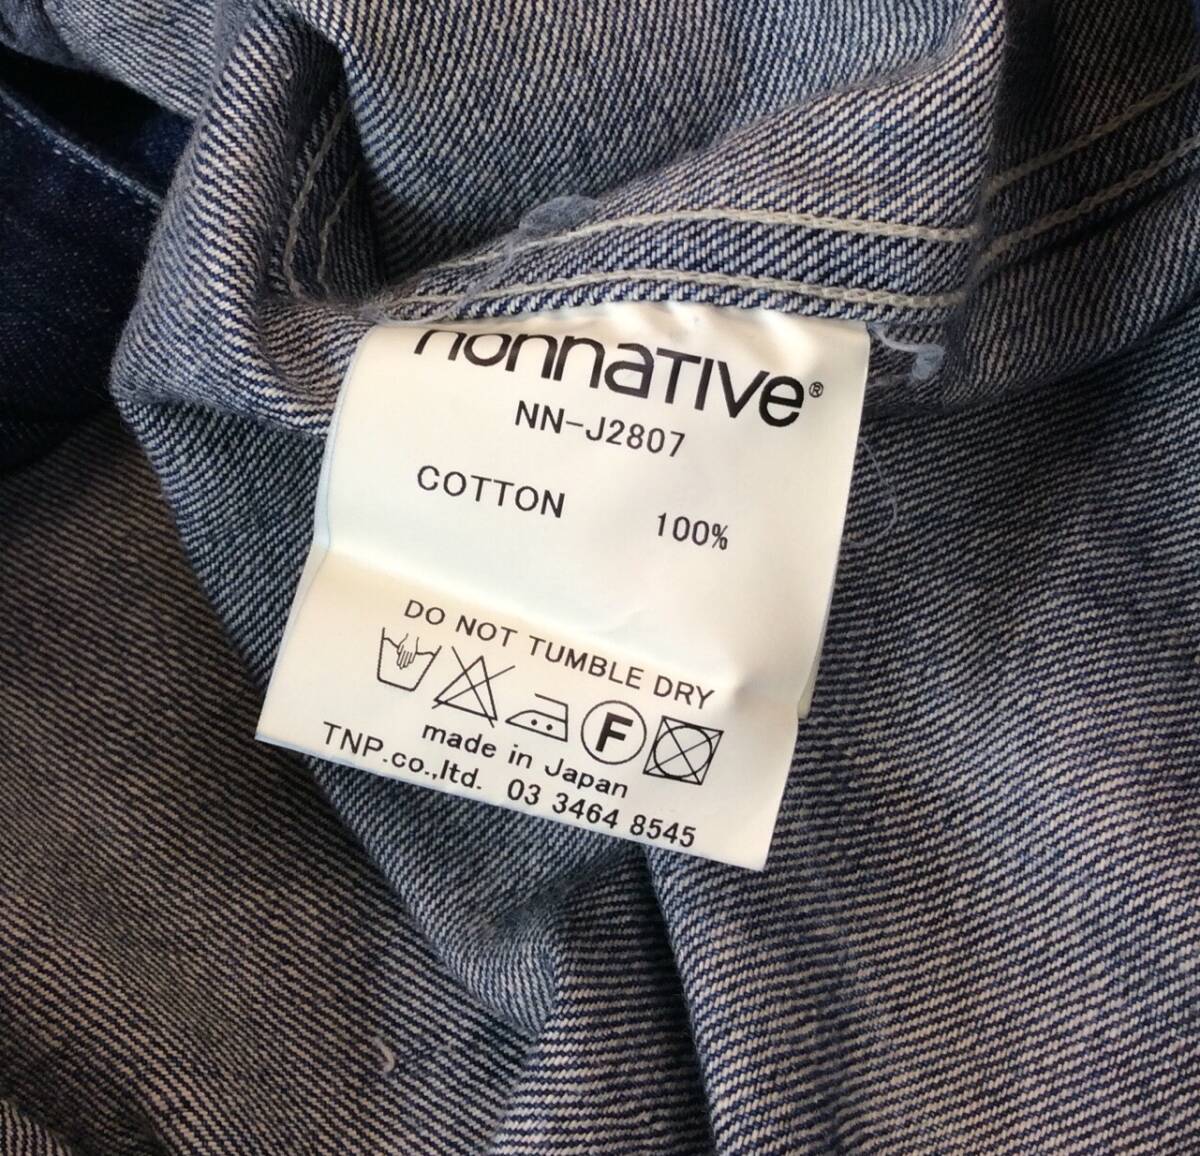 nonnaTIVe®
NN-J2807
COTTON 100%
DO NOT TUMBLE DRY
F
made in Japan
TNP.co.,ltd. 03 3464 8545